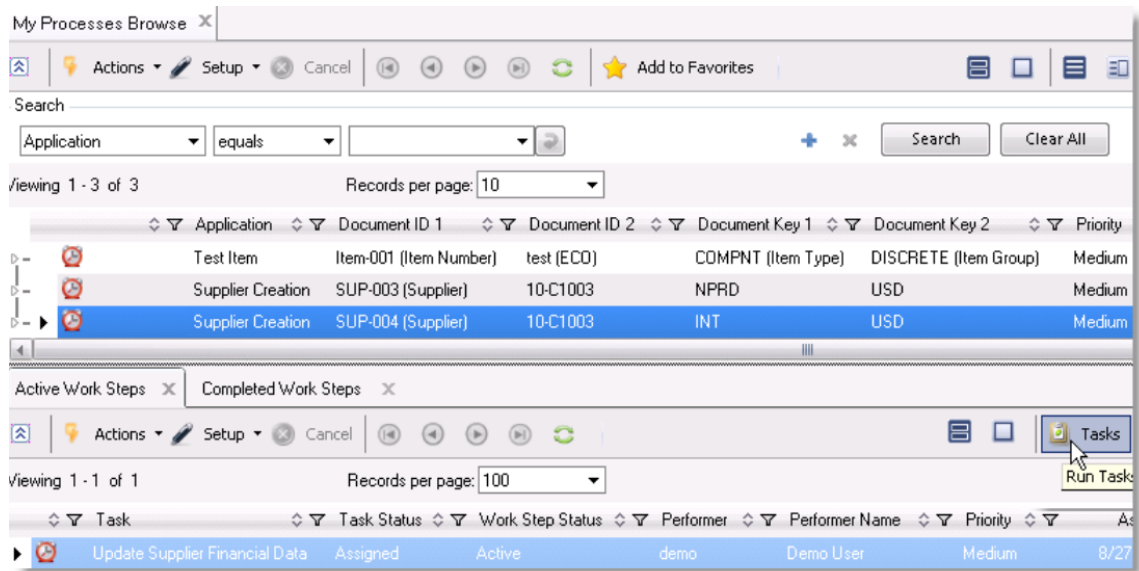 My Processes Browse
Actions Setup Cancel Add to Favorites
Search
Application equals Search Clear All
Viewing 1 - 3 of 3 Records per page: 10
Application Document ID 1 Document ID 2 Document Key 1 Document Key 2 Priority
Test Item Item-001 (Item Number) test (ECO) COMPNT (Item Type) DISCRETE (Item Group) Medium
Supplier Creation SUP-003 (Supplier) 10-C1003 NPRD USD Medium
Supplier Creation SUP-004 (Supplier) 10-C1003 INT USD Medium
Active Work Steps Completed Work Steps
Actions Setup Cancel Tasks
Viewing 1 - 1 of 1 Records per page: 100
Run Task
Task Task Status Work Step Status Performer Performer Name Priority As
Update Supplier Financial Data Assigned Active demo Demo User Medium 8/27